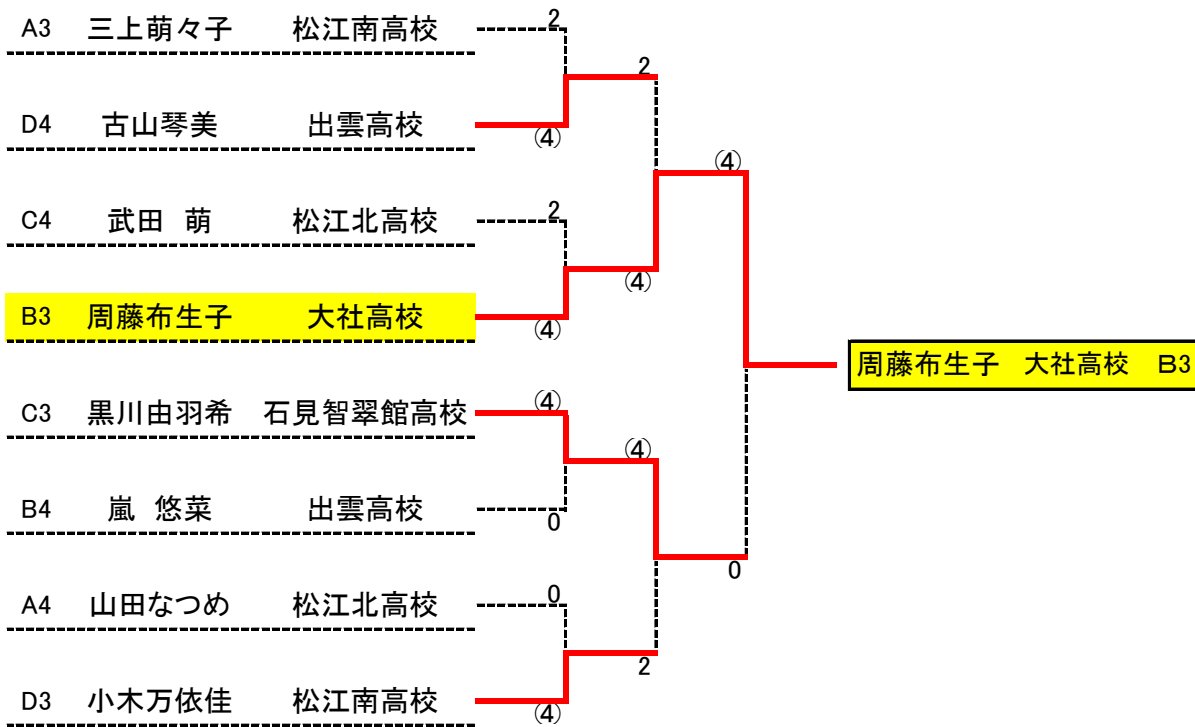 A3 三上萌々子 松江南高校 2
2
D4 古山琴美 出雲高校 ④
④
C4 武田 萌 松江北高校 2
④
B3 周藤布生子 大社高校 ④
周藤布生子 大社高校 B3
C3 黒川由羽希 石見智翠館高校 ④
④
B4 嵐 悠菜 出雲高校 0
0
A4 山田なつめ 松江北高校 0
2
D3 小木万依佳 松江南高校 ④